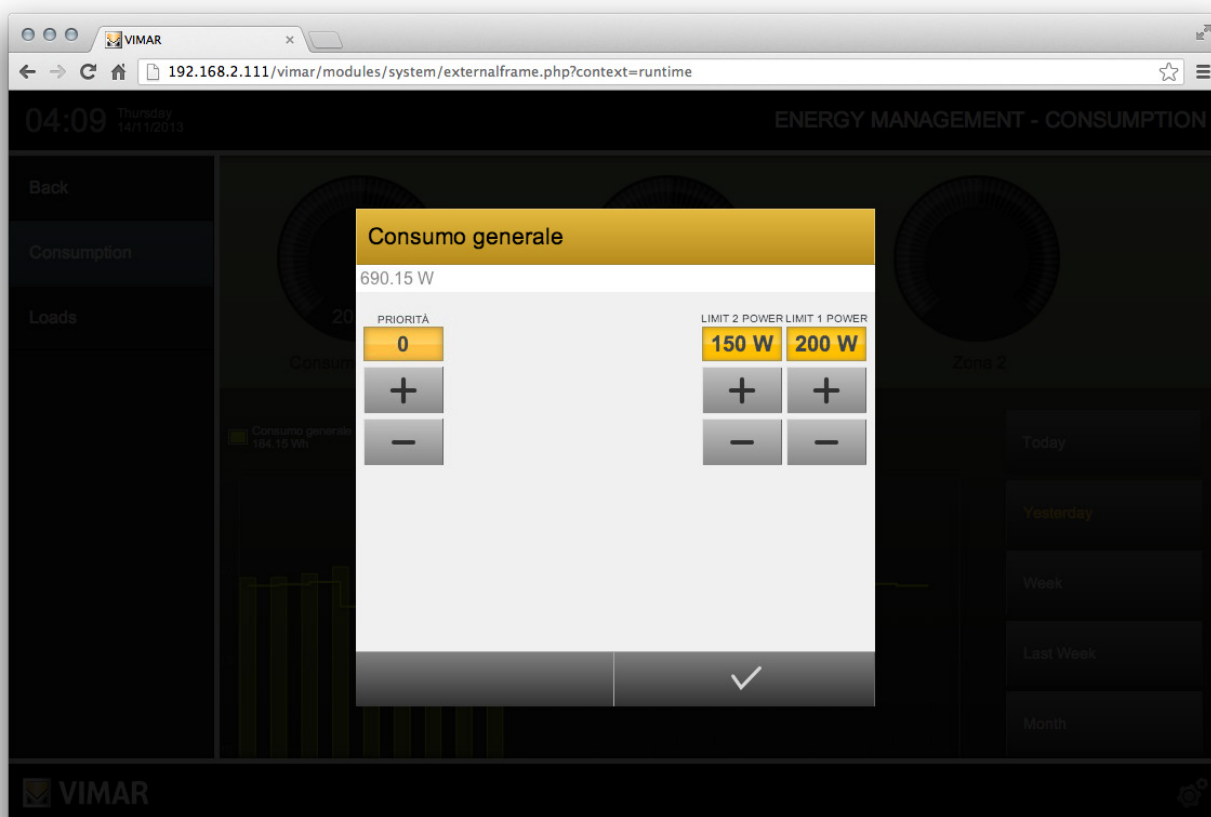 VIMAR
192.168.2.111/vimar/modules/system/externalframe.php?context=runtime
04:09 Thursday
14/11/2013
ENERGY MANAGEMENT - CONSUMPTION
Back
Consumption
Loads
Consumo generale
690.15 W
PRIORITÀ
LIMIT 2 POWER LIMIT 1 POWER
0
150 W 200 W
20
Zona 2
Consumo generale
184.15 Wh
Today
Yesterday
Week
Last Week
Month
VIMAR